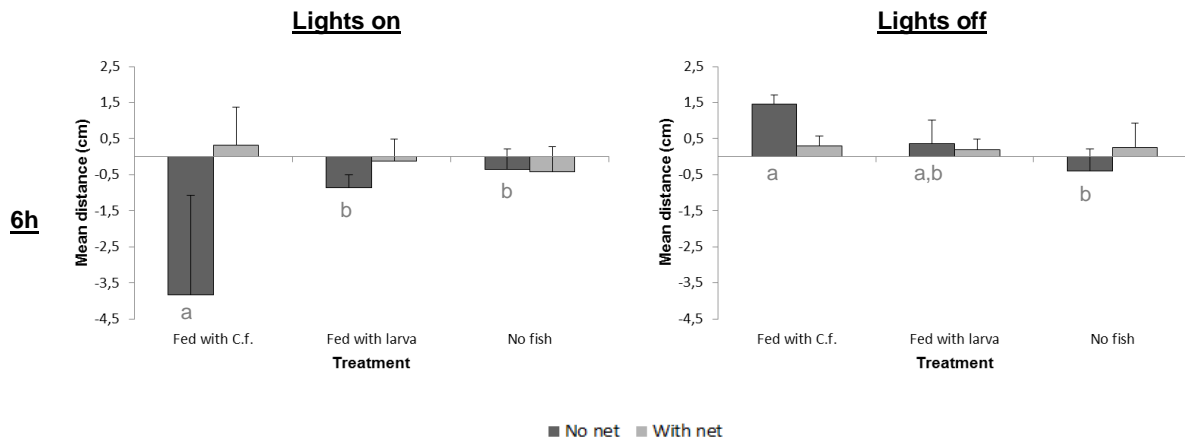 Lights on
Lights off
6h
Mean distance (cm)
2,5
1,5
0,5
-0,5
-1,5
-2,5
-3,5
-4,5
a
b
b
Fed with C.f.
Fed with larva
No fish
Treatment
Mean distance (cm)
2,5
1,5
0,5
-0,5
-1,5
-2,5
-3,5
-4,5
a
a,b
b
Fed with C.f.
Fed with larva
No fish
Treatment
No net With net